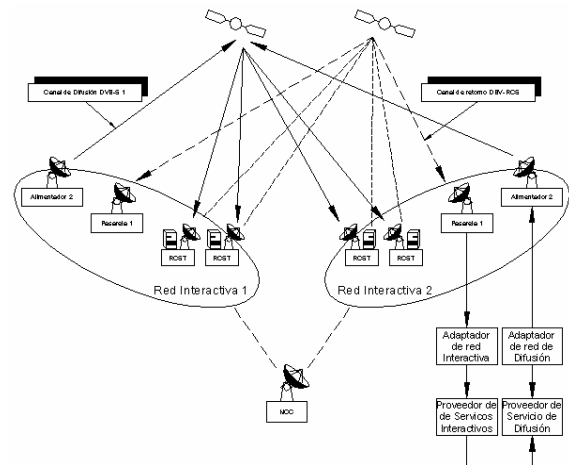 Canal de Difusión DVB-S 1
Canal de retorno DBV-RCS
Alimentador 2
Pasarela 1
RCST
RCST
Red Interactiva 1
RCST
RCST
Red Interactiva 2
Pasarela 1
Alimentador 2
NCC
Adaptador
de red
Interactiva
Adaptador
de red de
Difusión
Proveedor de
de Servicos
Interactivos
Proveedor de
Servicio de
Difusión